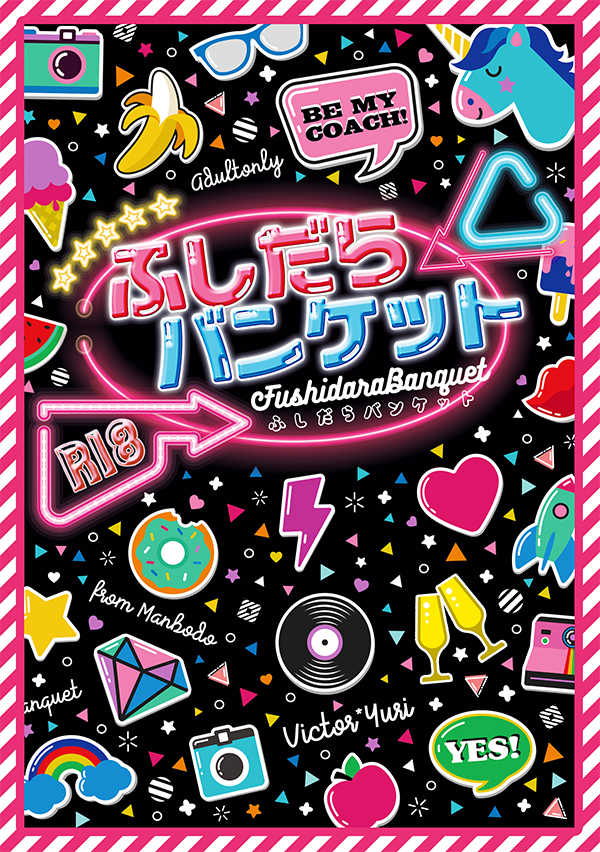 BE MY
COACH!
Adultonly
ふしだら
バンケット
FushidaraBanquet
ふしだらバンケット
R18
from Manbodo
anquet
Victor*Yuri
YES!